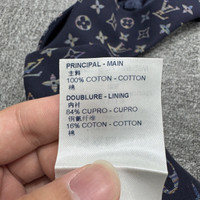 PRINCIPAL - MAIN
主料
100% COTON - COTTON
棉
DOUBLURE - LINING
内衬
84% CUPRO - CUPRO
铜氨纤维
16% COTON - COTTON
棉